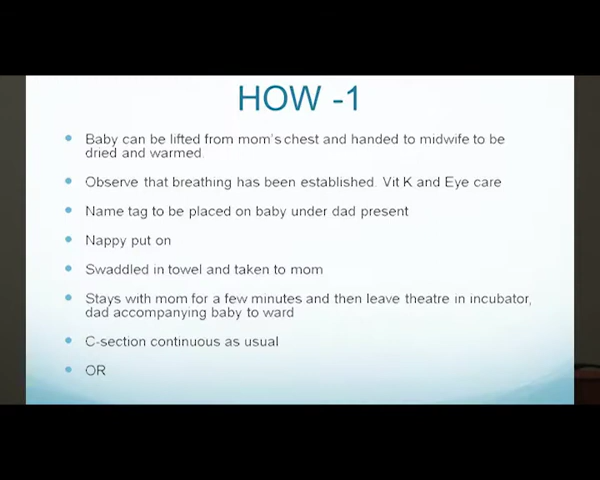 HOW -1
Baby can be lifted from mom's chest and handed to midwife to be
dried and warmed.
Observe that breathing has been established. Vit K and Eye care
Name tag to be placed on baby under dad present
Nappy put on
Swaddled in towel and taken to mom
Stays with mom for a few minutes and then leave theatre in incubator,
dad accompanying baby to ward
C-section continuous as usual
OR